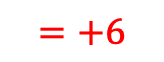 = +6